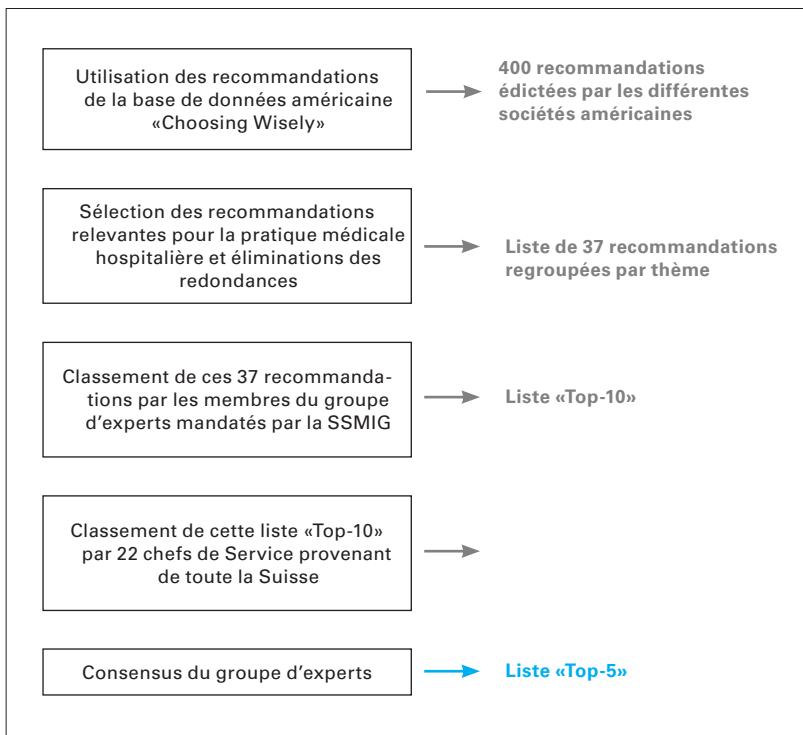 Utilisation des recommandations
de la base de données américaine
«Choosing Wisely»
400 recommandations
édictées par les différentes
sociétés américaines
Sélection des recommandations
relevantes pour la pratique médicale
hospitalière et éliminations des
redondances
Liste de 37 recommandations
regroupées par thème
Classement de ces 37 recommanda-
tions par les membres du groupe
d'experts mandatés par la SSMIG
Liste «Top-10»
Classement de cette liste «Top-10»
par 22 chefs de Service provenant
de toute la Suisse
Consensus du groupe d'experts
Liste «Top-5»